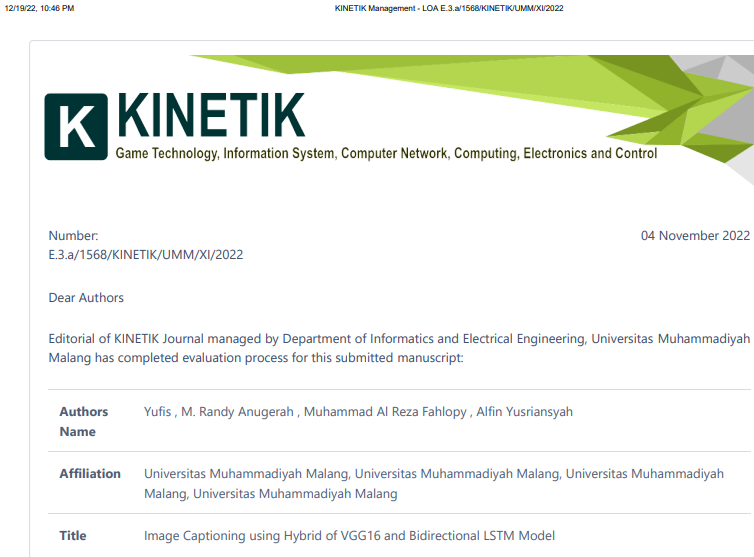 12/19/22, 10:46 PM KINETIK Management - LOA E.3.a/1568/KINETIK/UMM/XI/2022
K KINETIK
Game Technology, Information System, Computer Network, Computing, Electronics and Control
Number: 04 November 2022
E.3.a/1568/KINETIK/UMM/XI/2022
Dear Authors
Editorial of KINETIK Journal managed by Department of Informatics and Electrical Engineering, Universitas Muhammadiyah
Malang has completed evaluation process for this submitted manuscript:
Authors Yufis , M. Randy Anugerah , Muhammad Al Reza Fahlopy , Alfin Yusriansyah
Name
Affiliation Universitas Muhammadiyah Malang, Universitas Muhammadiyah Malang, Universitas Muhammadiyah
Malang, Universitas Muhammadiyah Malang
Title Image Captioning using Hybrid of VGG16 and Bidirectional LSTM Model